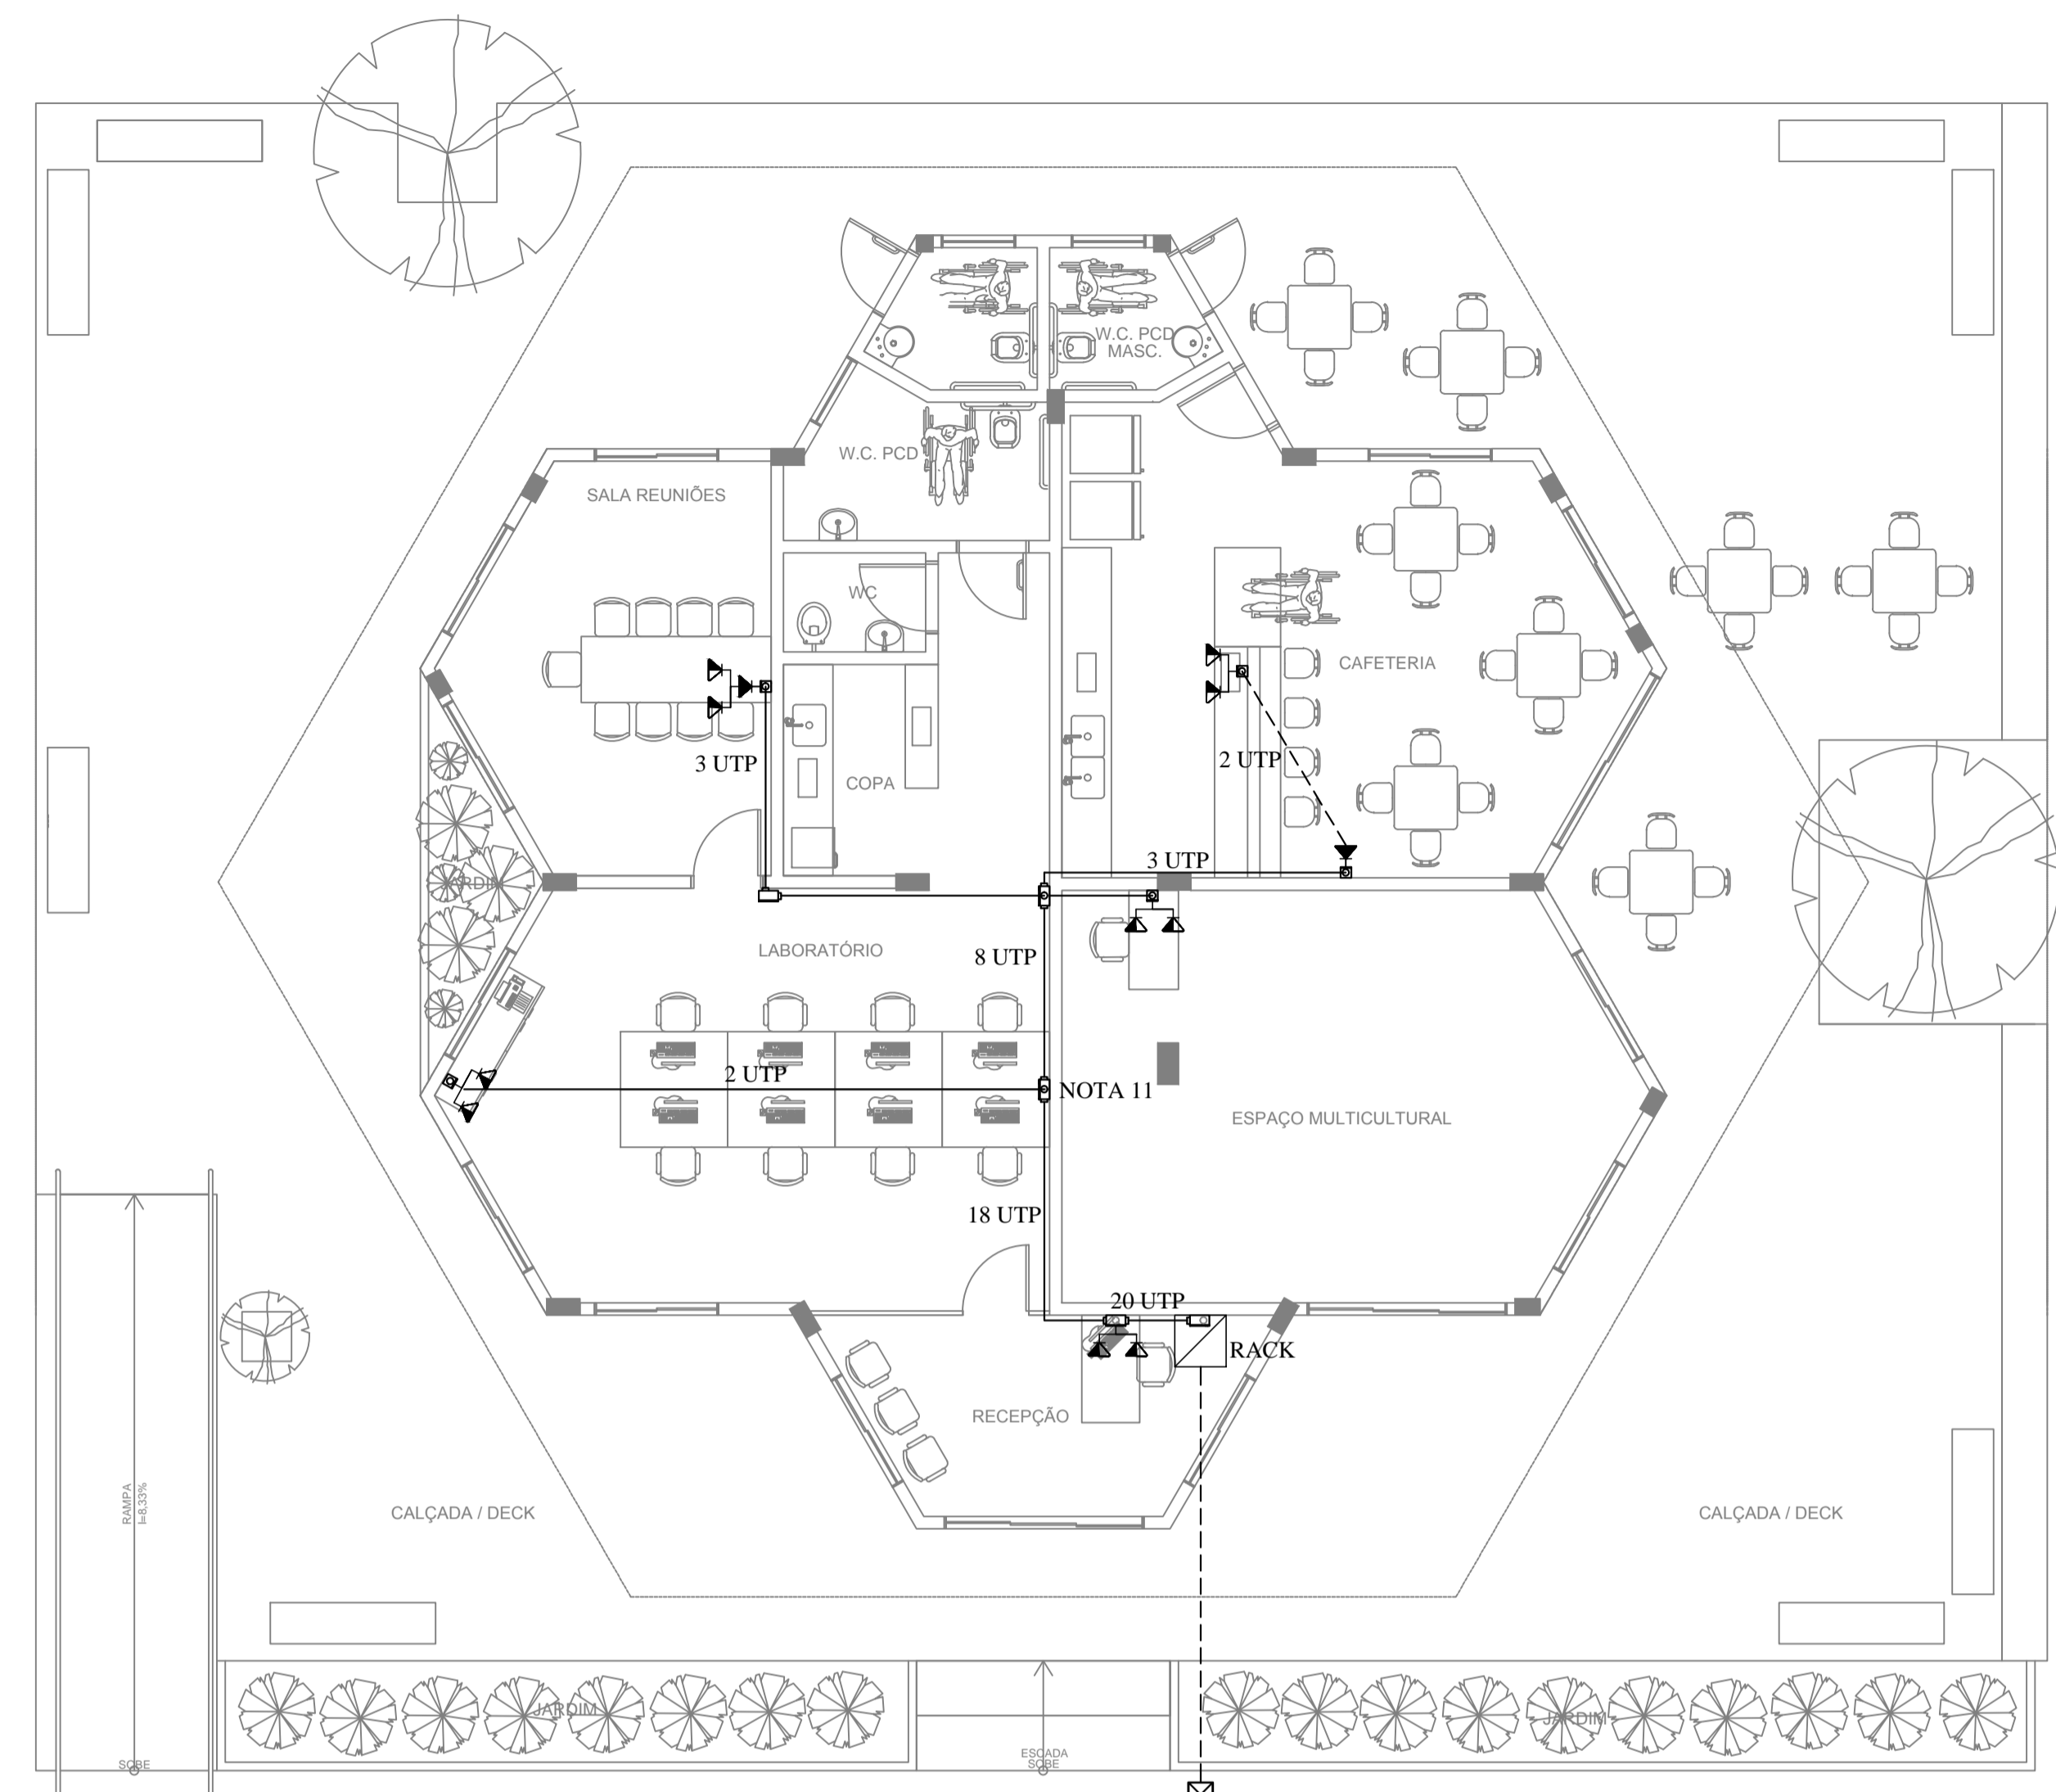 W.C. PCD
MASC.
W.C. PCD
SALA REUNIÕES
WC
CAFETERIA
2 UTP
3 UTP
COPA
3 UTP
JARDIM
LABORATÓRIO
8 UTP
2 UTP
NOTA 11
ESPAÇO MULTICULTURAL
18 UTP
20 UTP
RACK
RECEPÇÃO
RAMPA
I=8,33%
CALÇADA / DECK
CALÇADA / DECK
JARDIM
JARDIM
ESCADA
SOBE
SOBE